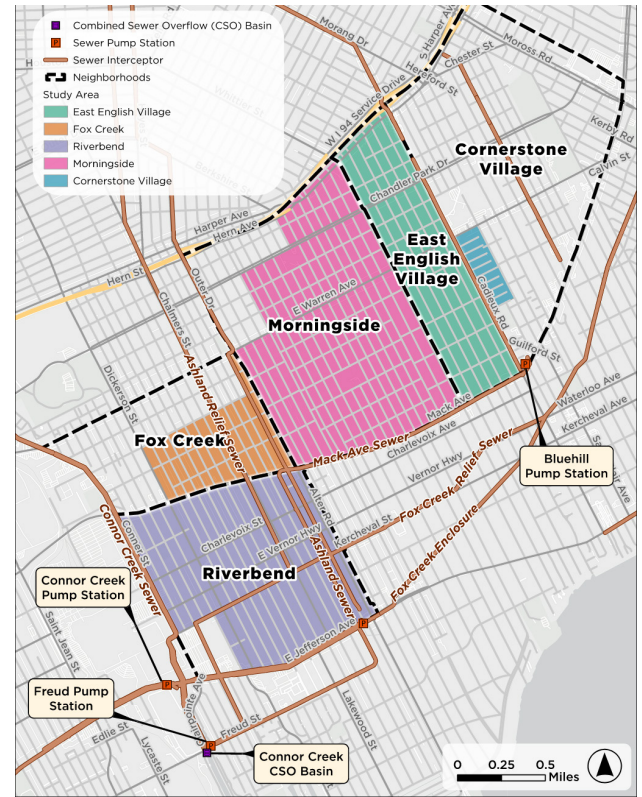 Combined Sewer Overflow (CSO) Basin
P Sewer Pump Station
Sewer Interceptor
Neighborhoods
Study Area
East English Village
Fox Creek
Riverbend
Morningside
Cornerstone Village
Morang Dr
S Harper Ave
Chester St
Moross Rd
Hereford St
W I 94 Service Drive
Kerby Rd
Calvin St
Cornerstone
Village
Chandler Park Dr
Harper Ave
Hern Ave
Hern St
Outer Dr
Chalmers St
East
English
Village
Cadieux Rd
E Warren Ave
Morningside
Guilford St
P
Dickerson St
Ashland Relief Sewer
Fox Creek
Mack Ave
Mack Ave Sewer
Charlevoix Ave
Waterloo Ave
Kercheval Ave
Vernor Hwy
Fox Creek Relief Sewer
Bluehill
Pump Station
Connor Creek Sewer
Conner St
Charlevoix St
E Vernor Hwy
Kercheval St
Alter Rd
Ashland Sewer
Fox Creek Enclosure
Riverbend
Connor Creek
Pump Station
Saint Jean St
E Jefferson Ave
P
P
Freud Pump
Station
Freud St
Lakewood St
Edlie St
Lycaste St
P
Connor Creek
CSO Basin
0 0.25 0.5
Miles